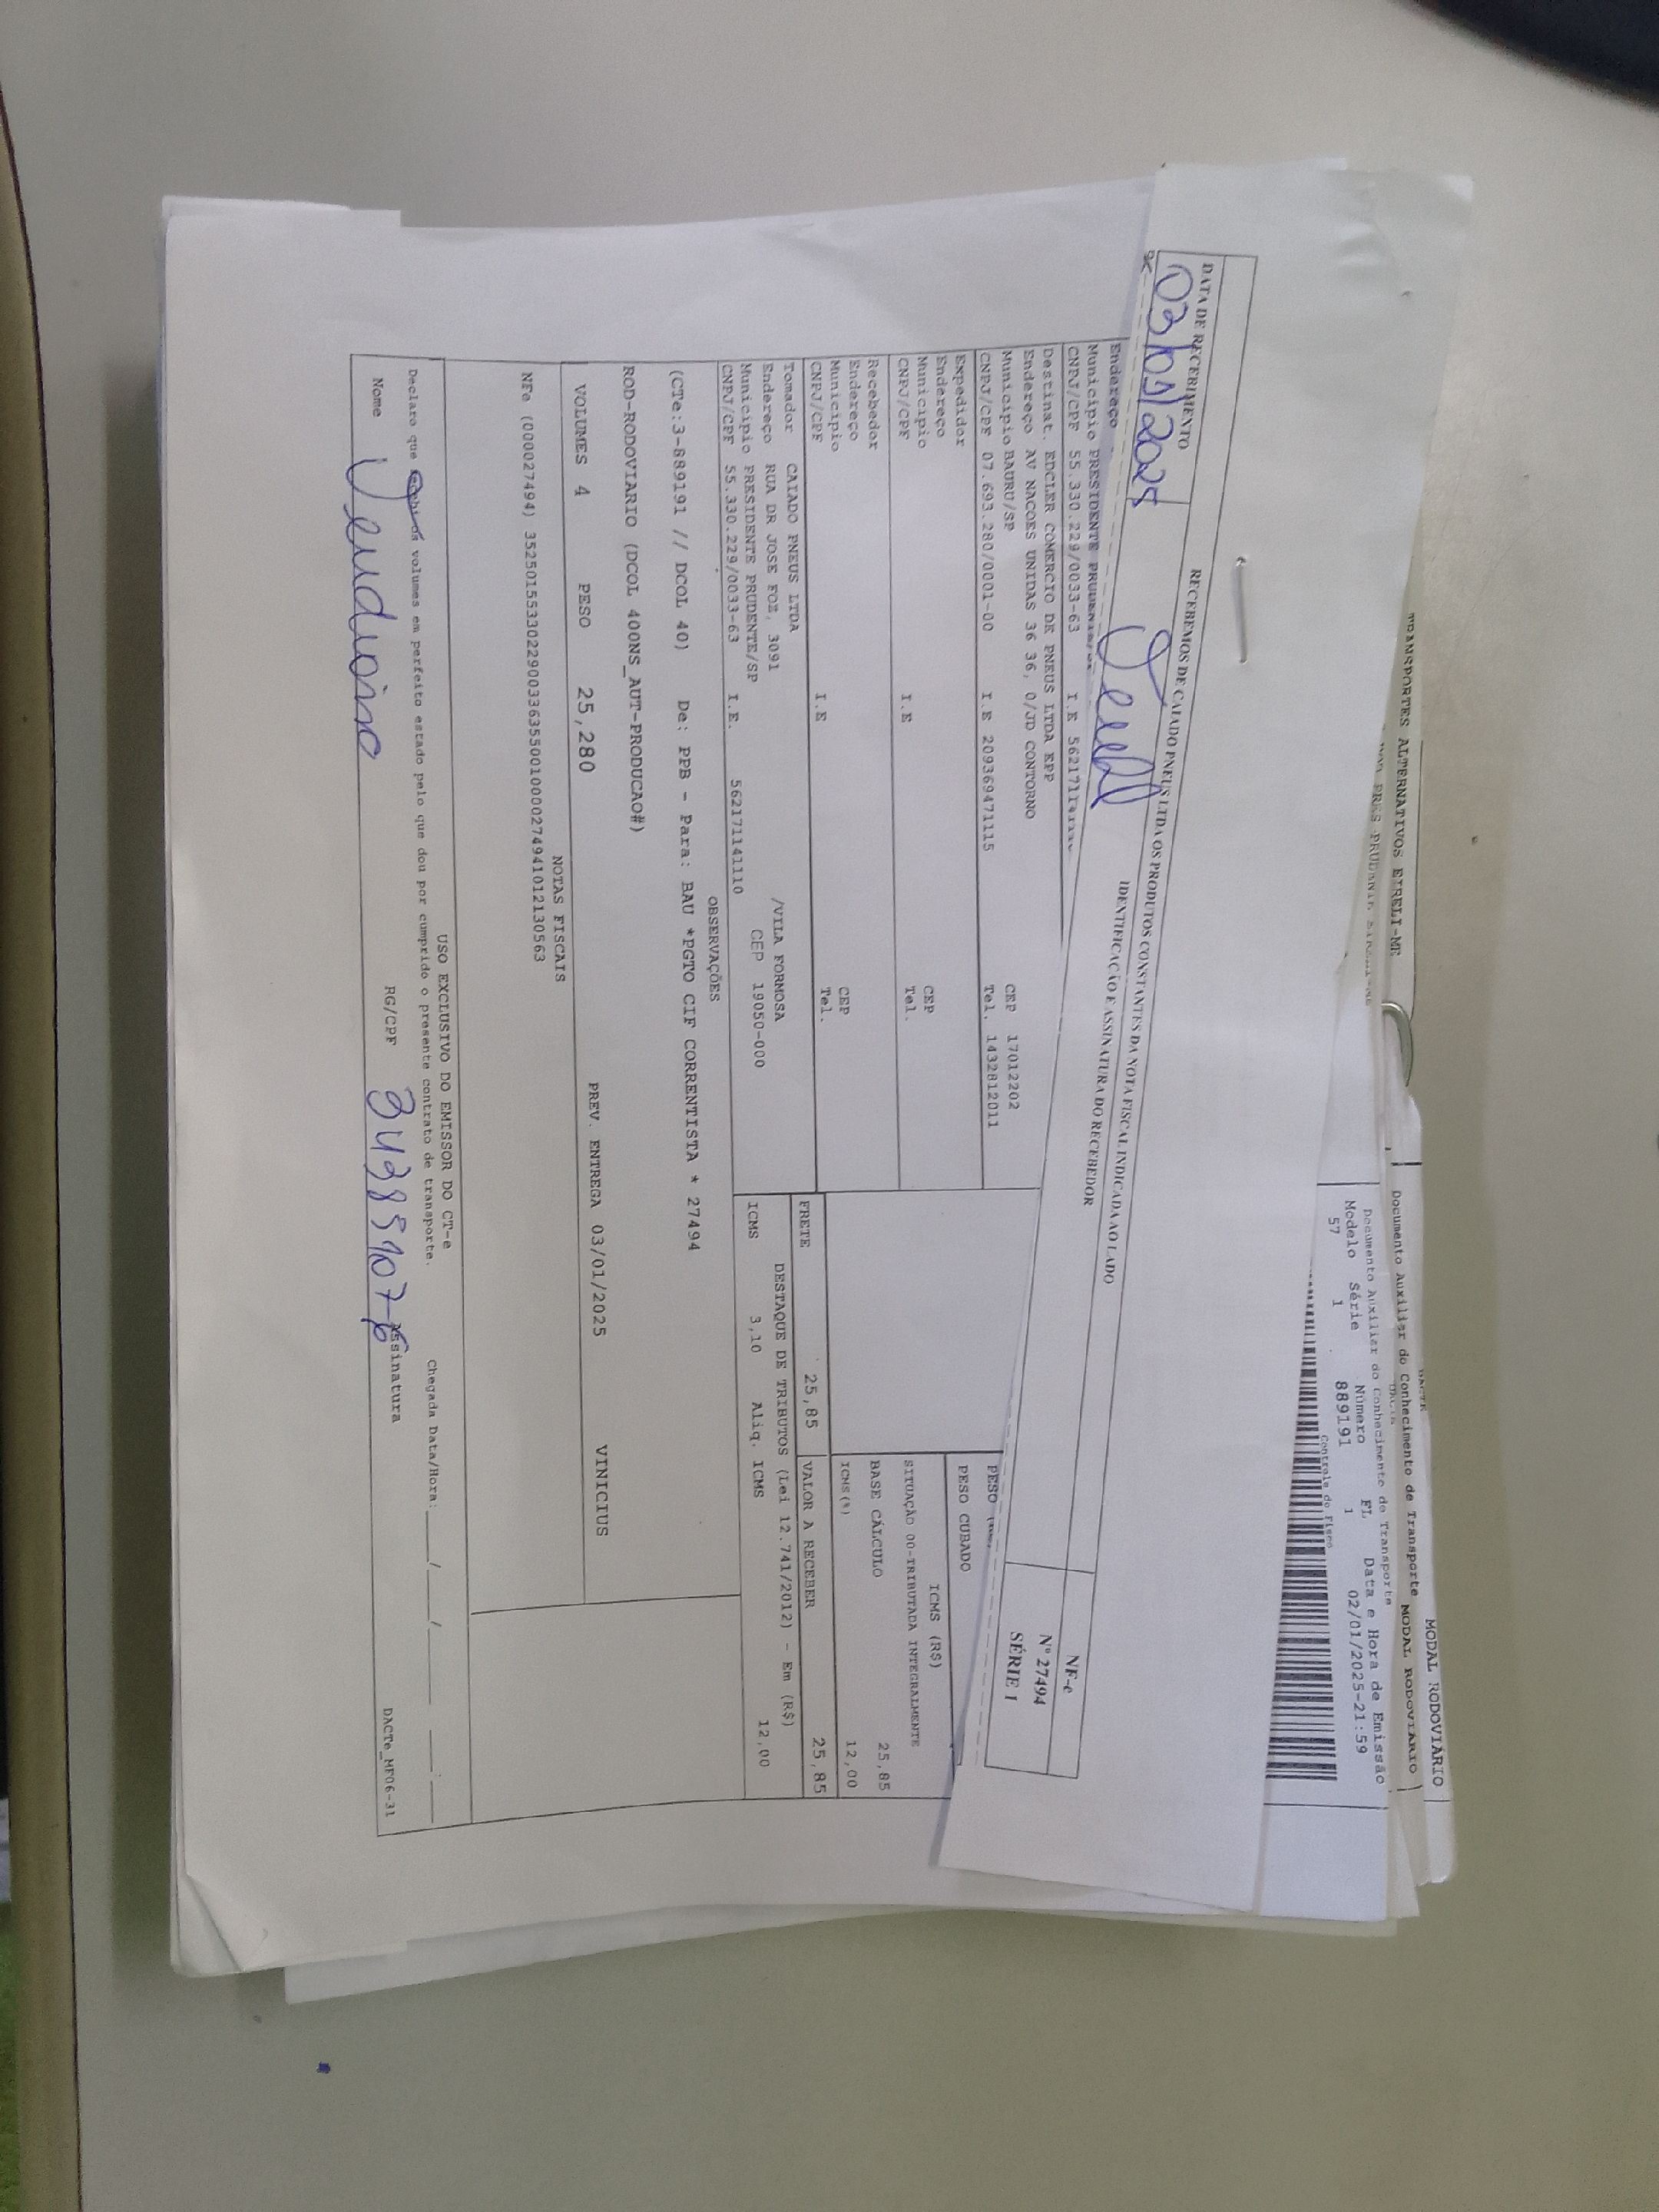 MODAL RODOVIÁRIO
TRANSPORTES ALTERNATIVOS EIRELI-ME
Documento Auxiliar do Conhecimento de Transporte MODAL RODOVIÁRIO
Documento Auxiliar do Conhecimento de Transporte
Modelo Série Número FL Data e Hora de Emissão
57 1 889191 1 02/01/2025-21:59
Controle do Fisco
RECEBEMOS DE CAIADO PNEUS LTDA OS PRODUTOS CONSTANTES DA NOTA FISCAL INDICADA AO LADO
DATA DE RECEBIMENTO
03/01/2025
IDENTIFICAÇÃO E ASSINATURA DO RECEBEDOR
NF-e
Nº 27494
SÉRIE 1
Endereço
Município PRESIDENTE
CNPJ/CPF 55.330.229/0033-63 I.E
Destinat. EDCLER COMERCIO DE PNEUS LTDA EPP
Endereço AV NACOES UNIDAS 36 36, 0/JD CONTORNO
Município BAURU/SP CEP 17012202
CNPJ/CPF 07.693.280/0001-00 I.E 209369471115 Tel. 1432812011
Expedidor
Endereço
Município CEP
CNPJ/CPF I.E Tel.
Recebedor
Endereço
Município CEP
CNPJ/CPF I.E Tel.
PESO
PESO CUBADO
ICMS (R$)
SITUAÇÃO 00-TRIBUTADA INTEGRALMENTE
BASE CÁLCULO 25,85
ICMS(%) 12,00
FRETE 25,85 VALOR A RECEBER 25,85
Tomador CAIADO PNEUS LTDA
Endereço RUA DR JOSE FOZ, 3091 /VILA FORMOSA
Município PRESIDENTE PRUDENTE/SP CEP 19050-000
CNPJ/CPF 55.330.229/0033-63 I.E. 562171141110
DESTAQUE DE TRIBUTOS (Lei 12.741/2012) - Em (R$)
ICMS 3,10 Aliq. ICMS 12,00
OBSERVAÇÕES
(CTe:3-889191 // DCOL 40) De: PPB - Para: BAU *PGTO CIF CORRENTISTA * 27494
ROD-RODOVIARIO (DCOL 400NS_AUT-PRODUCAO#)
VOLUMES 4 PESO 25,280 PREV. ENTREGA 03/01/2025 VINICIUS
NOTAS FISCAIS
NFe (000027494) 35250155330229003363550010000274941012130563
USO EXCLUSIVO DO EMISSOR DO CT-e
Declaro que recebi os volumes em perfeito estado pelo que dou por cumprido o presente contrato de transporte. Chegada Data/Hora: ___/___/_____ __:__
Nome RG/CPF Assinatura
DACTe_MF06-31